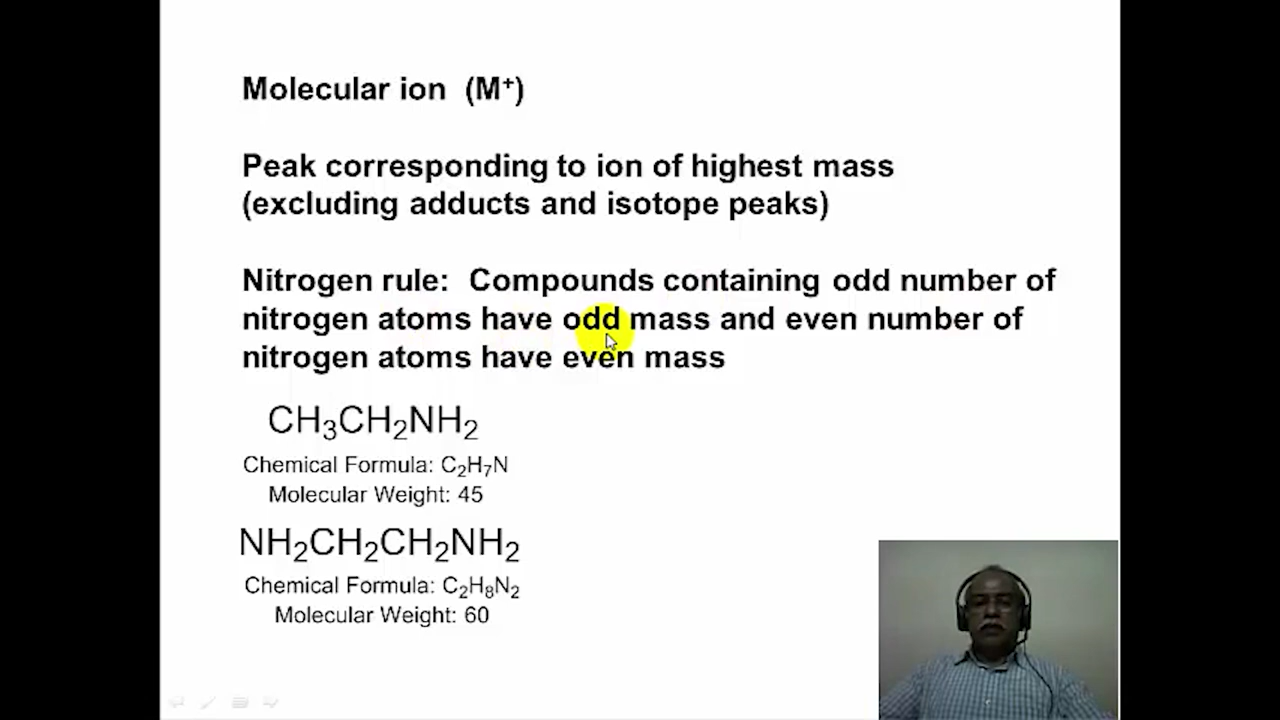 Molecular ion (M⁺)
Peak corresponding to ion of highest mass
(excluding adducts and isotope peaks)
Nitrogen rule: Compounds containing odd number of
nitrogen atoms have odd mass and even number of
nitrogen atoms have even mass
CH₃CH₂NH₂
Chemical Formula: C₂H₇N
Molecular Weight: 45
NH₂CH₂CH₂NH₂
Chemical Formula: C₂H₈N₂
Molecular Weight: 60